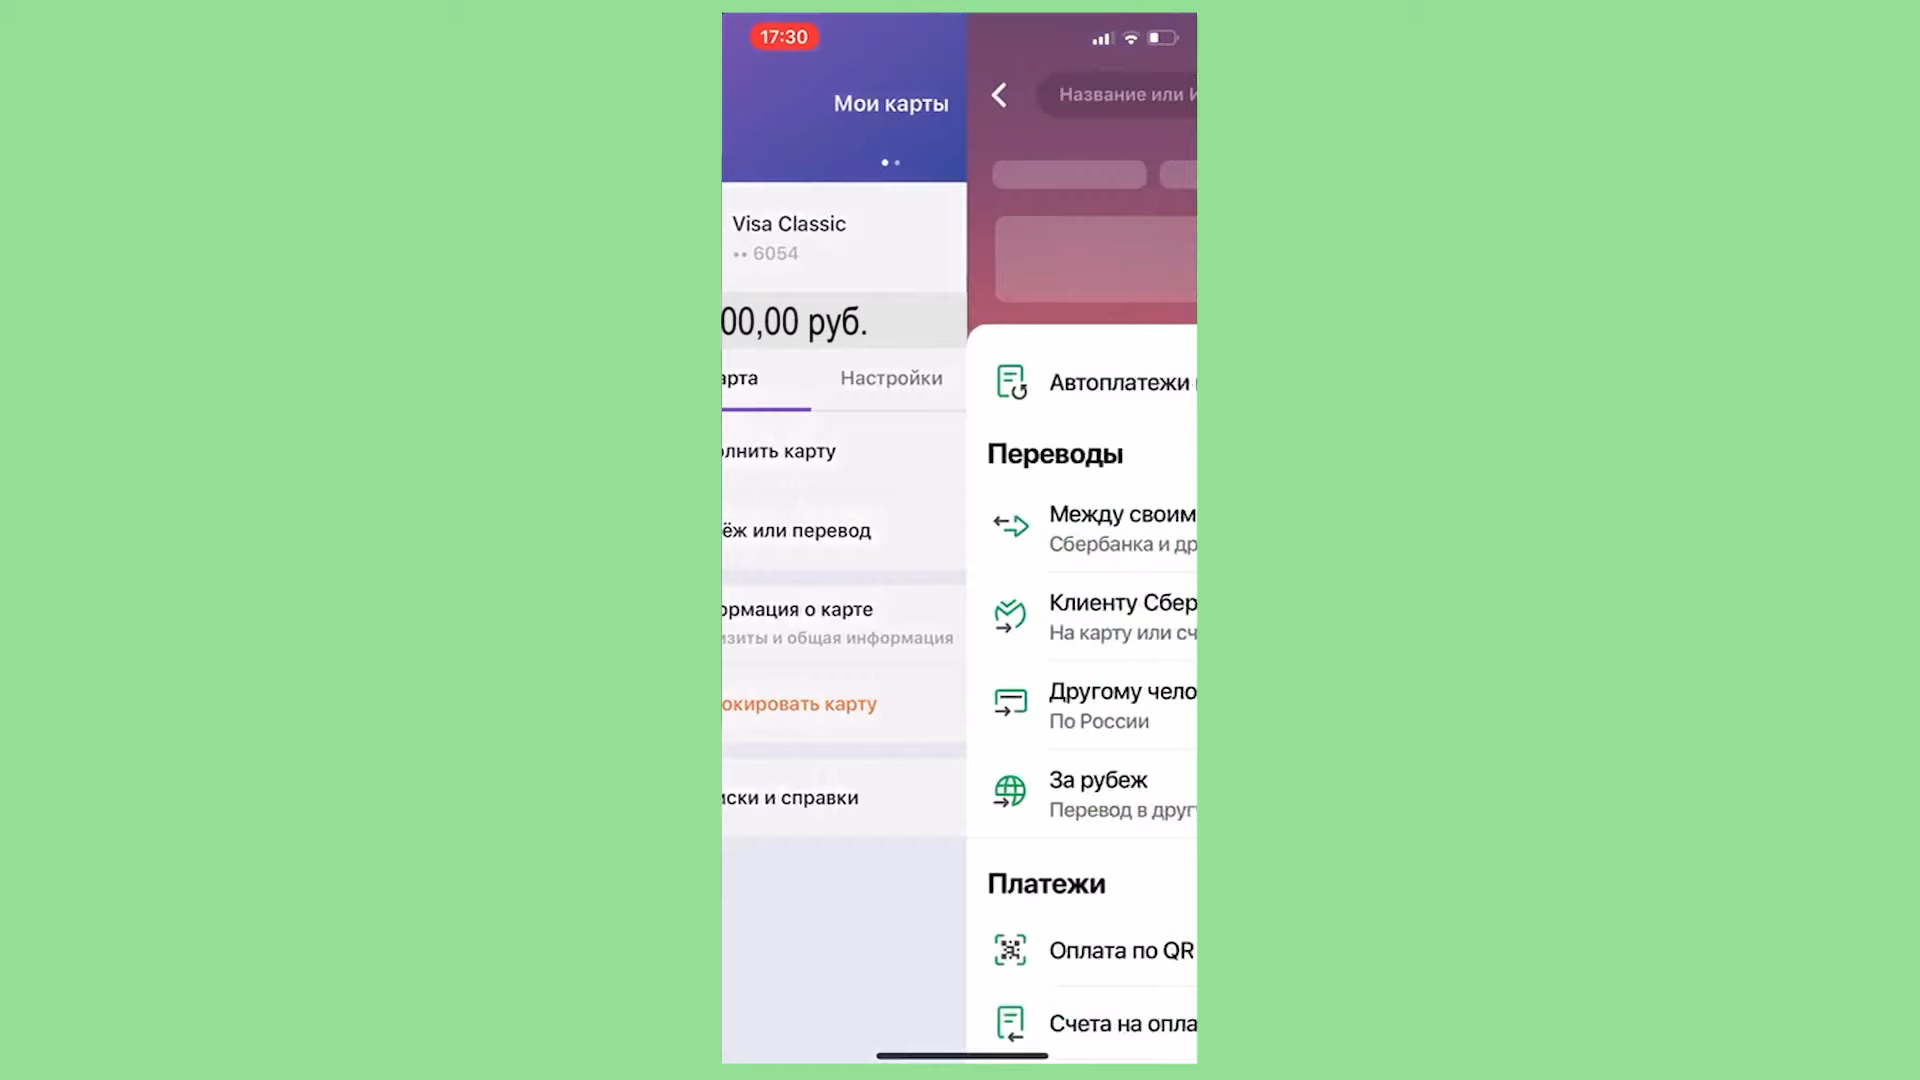 17:30
Мои карты
Visa Classic
•• 6054
00,00 руб.
арта
Настройки
олнить карту
ёж или перевод
ормация о карте
изиты и общая информация
окировать карту
иски и справки
Название или И
Автоплатежи
Переводы
Между своим
Сбербанка и др
Клиенту Сбер
На карту или сч
Другому чело
По России
За рубеж
Перевод в друг
Платежи
Оплата по QR
Счета на опла